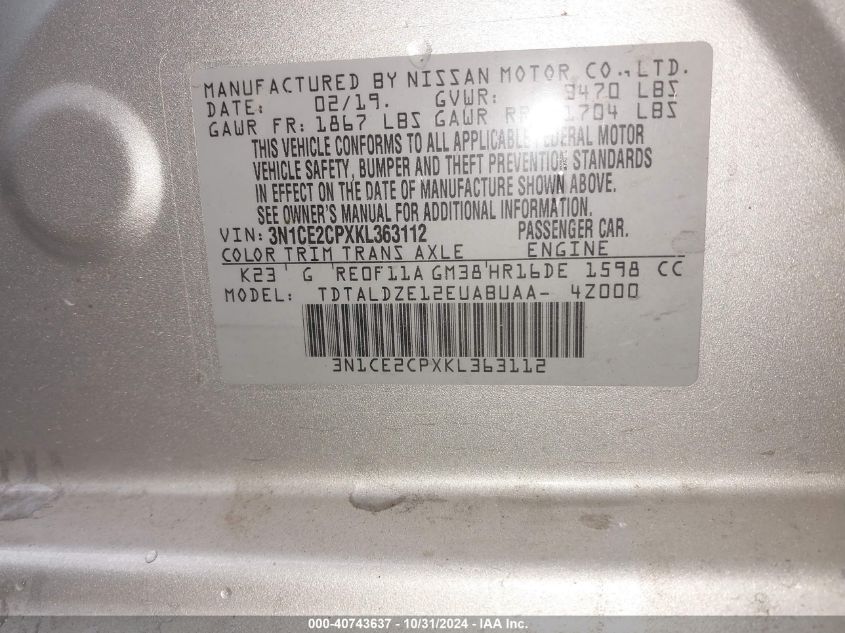 MANUFACTURED BY NISSAN MOTOR CO., LTD.
DATE: 02/19. GVWR: 3470 LBS
GAWR FR: 1867 LBS GAWR RR 1704 LBS
THIS VEHICLE CONFORMS TO ALL APPLICABLE FEDERAL MOTOR
VEHICLE SAFETY, BUMPER AND THEFT PREVENTION STANDARDS
IN EFFECT ON THE DATE OF MANUFACTURE SHOWN ABOVE.
SEE OWNER'S MANUAL FOR ADDITIONAL INFORMATION.
VIN: 3N1CE2CPXKL363112 PASSENGER CAR.
COLOR TRIM TRANS AXLE ENGINE
K23 G RE0F11A GM38 HR16DE 1598 CC
MODEL: TDTALDZE12EUABUAA- 4Z000
3N1CE2CPXKL363112
000-40743637 - 10/31/2024 - IAA Inc.